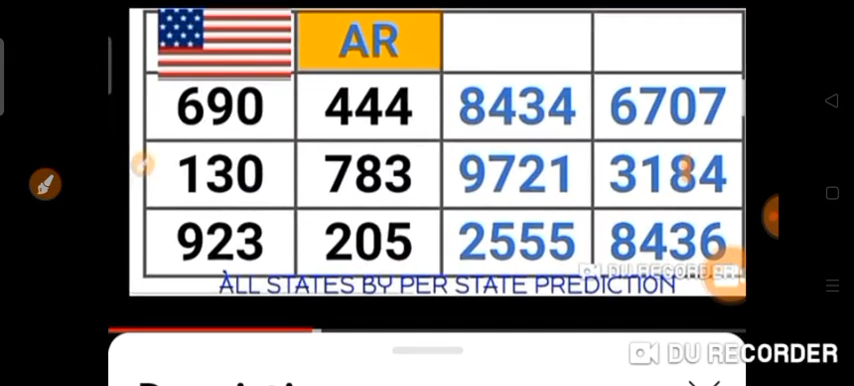 AR
690 444 8434 6707
130 783 9721 3184
923 205 2555 8436
DU RECORDER
ALL STATES BY PER STATE PREDICTION
DU RECORDER